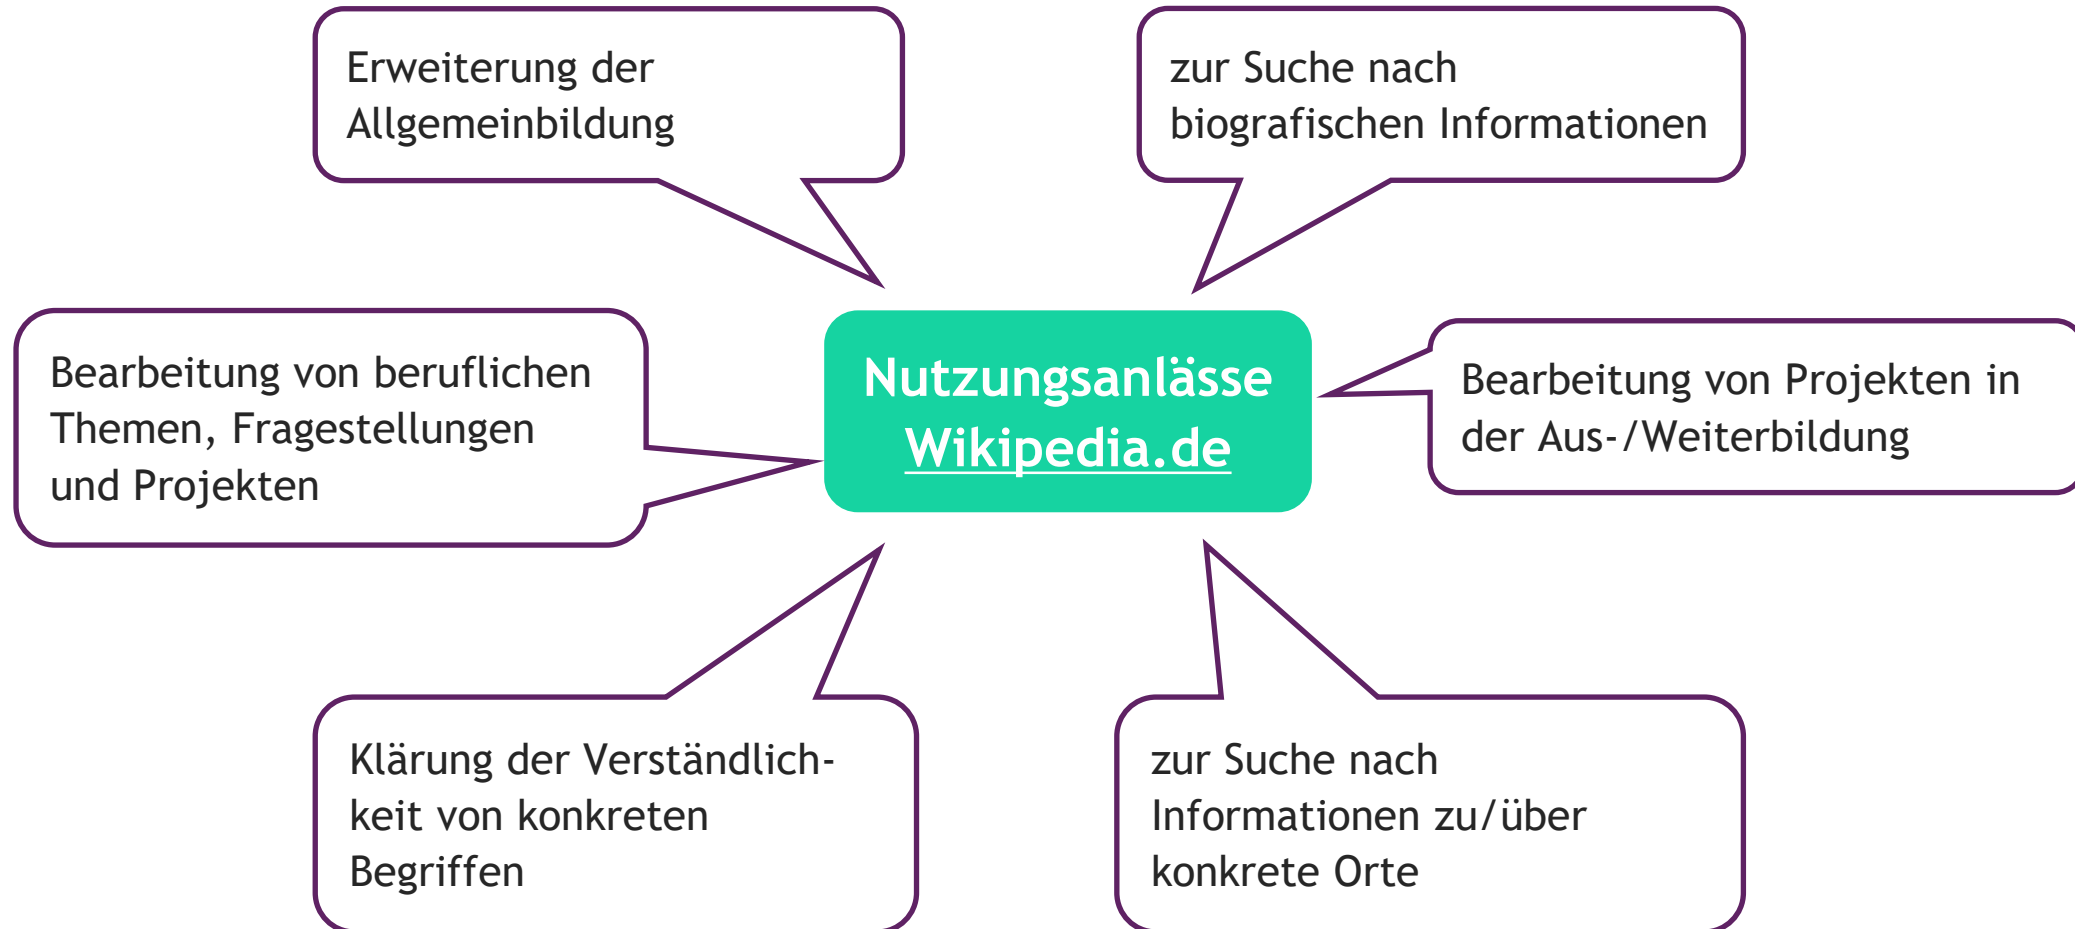 Erweiterung der
Allgemeinbildung
zur Suche nach
biografischen Informationen
Bearbeitung von beruflichen
Themen, Fragestellungen
und Projekten
Nutzungsanlässe
Wikipedia.de
Bearbeitung von Projekten in
der Aus-/Weiterbildung
Klärung der Verständlich-
keit von konkreten
Begriffen
zur Suche nach
Informationen zu/über
konkrete Orte